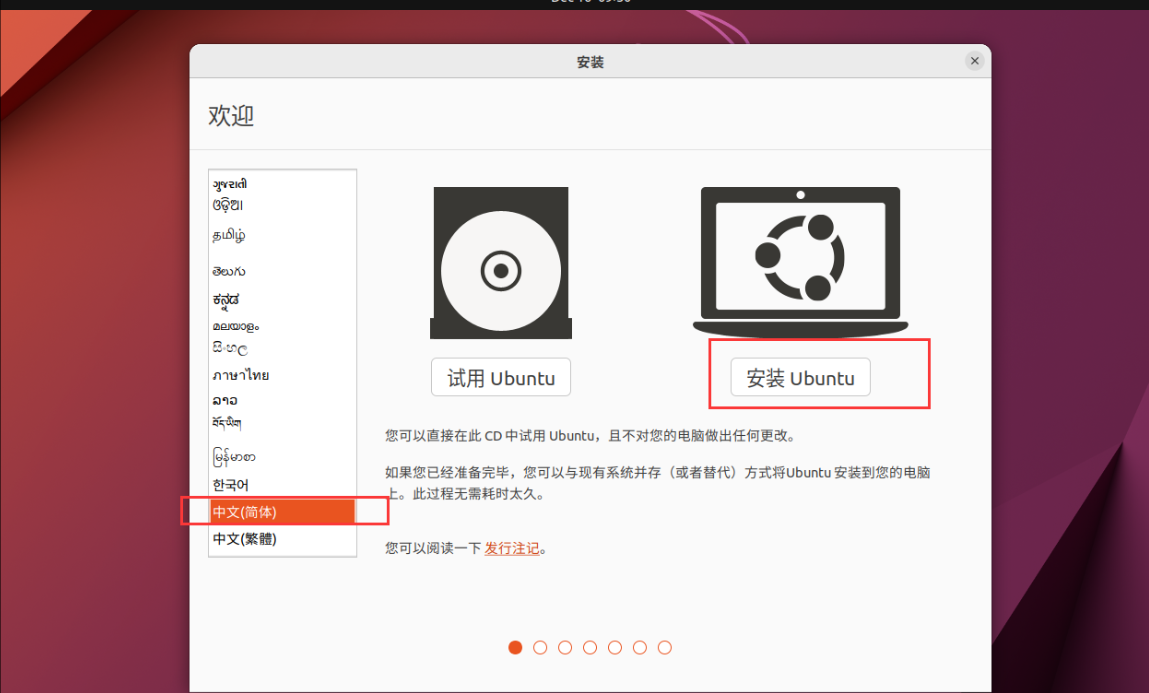 安装
欢迎
ગુજરાતી
ଓଡ଼ିଆ
தமிழ்
తెలుగు
ಕನ್ನಡ
മലയാളം
සිංහල
ภาษาไทย
ລາວ
བོད་ཡིག
မြန်မာစာ
한국어
中文(简体)
中文(繁體)
试用 Ubuntu
安装 Ubuntu
您可以直接在此 CD 中试用 Ubuntu，且不对您的电脑做出任何更改。
如果您已经准备完毕，您可以与现有系统并存（或者替代）方式将Ubuntu 安装到您的电脑
上。此过程无需耗时太久。
您可以阅读一下 发行注记。